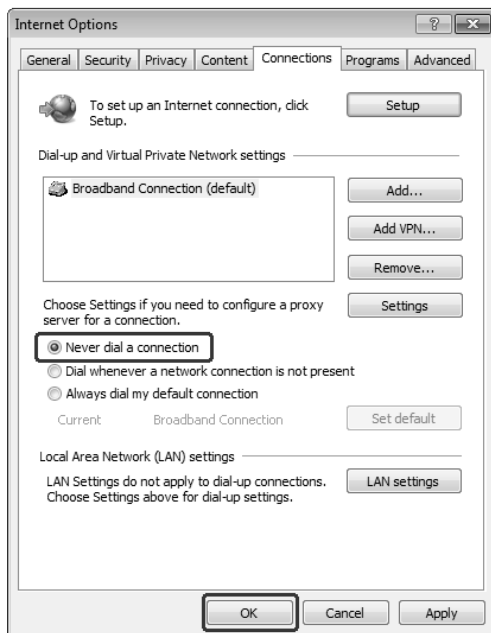 Internet Options
General Security Privacy Content Connections Programs Advanced
To set up an Internet connection, click
Setup.
Setup
Dial-up and Virtual Private Network settings
Broadband Connection (default)
Add...
Add VPN...
Remove...
Choose Settings if you need to configure a proxy
server for a connection.
Settings
Never dial a connection
Dial whenever a network connection is not present
Always dial my default connection
Current Broadband Connection Set default
Local Area Network (LAN) settings
LAN Settings do not apply to dial-up connections.
Choose Settings above for dial-up settings.
LAN settings
OK Cancel Apply